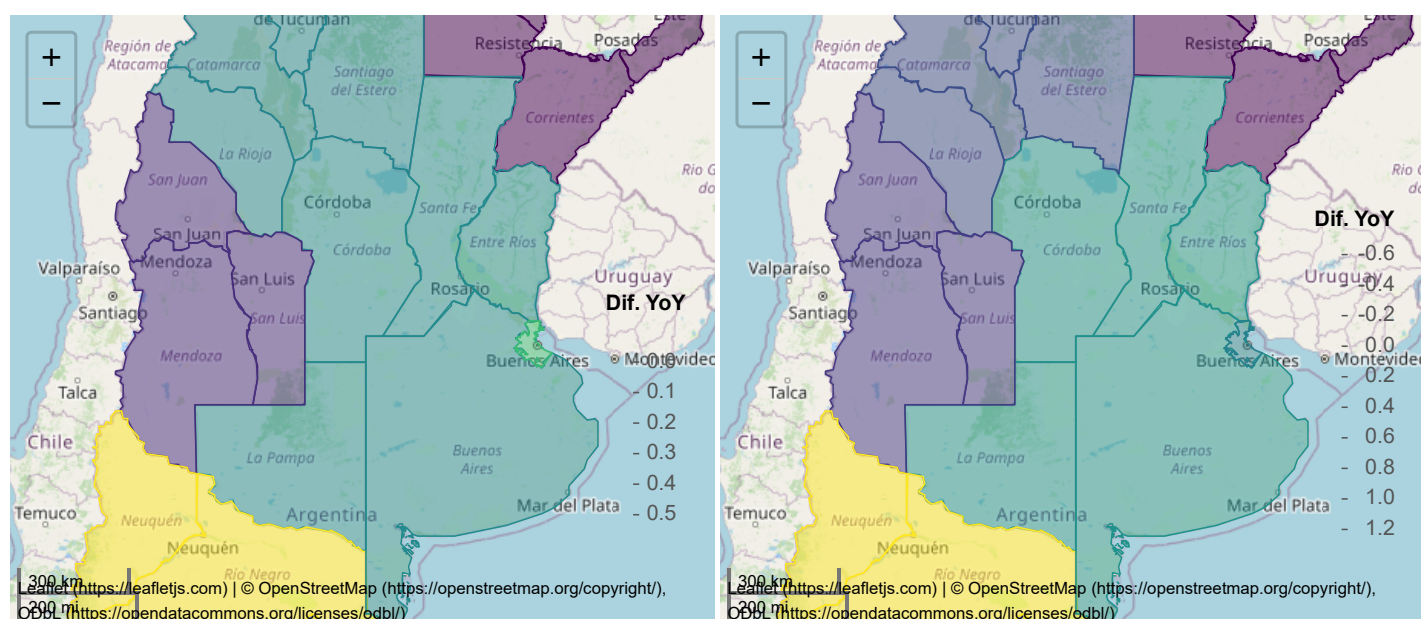 +
−
Región de
Atacama
de Tucumán
Catamarca
Santiago
del Estero
Resistencia
Posadas
Corrientes
La Rioja
San Juan
San Juan
Córdoba
Córdoba
Santa Fe
Entre Ríos
Valparaíso
Mendoza
San Luis
San Luis
Santiago
Rosario
Uruguay
Dif. YoY
Mendoza
Buenos Aires
Montevideo
- 0.0
- 0.1
- 0.2
- 0.3
- 0.4
- 0.5
Talca
Chile
La Pampa
Buenos
Aires
Mar del Plata
Temuco
Neuquén
Argentina
Neuquén
Río Negro
300 km
200 mi
Leaflet (https://leafletjs.com) | © OpenStreetMap (https://openstreetmap.org/copyright/),
ODbL (https://opendatacommons.org/licenses/odbl/)
+
−
Región de
Atacama
de Tucumán
Catamarca
Santiago
del Estero
Resistencia
Posadas
Corrientes
La Rioja
San Juan
San Juan
Córdoba
Córdoba
Santa Fe
Entre Ríos
Dif. YoY
- -0.6
- -0.4
- -0.2
- 0.0
- 0.2
- 0.4
- 0.6
- 0.8
- 1.0
- 1.2
Valparaíso
Mendoza
San Luis
San Luis
Santiago
Rosario
Uruguay
Mendoza
Buenos Aires
Montevideo
Talca
Chile
La Pampa
Buenos
Aires
Mar del Plata
Temuco
Neuquén
Argentina
Neuquén
Río Negro
300 km
200 mi
Leaflet (https://leafletjs.com) | © OpenStreetMap (https://openstreetmap.org/copyright/),
ODbL (https://opendatacommons.org/licenses/odbl/)